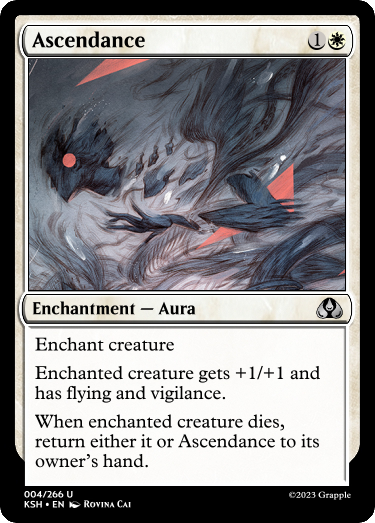 Ascendance 1
Enchantment — Aura
Enchant creature
Enchanted creature gets +1/+1 and
has flying and vigilance.
When enchanted creature dies,
return either it or Ascendance to its
owner's hand.
004/266 U
KSH • EN Rovina Cai
©2023 Grapple